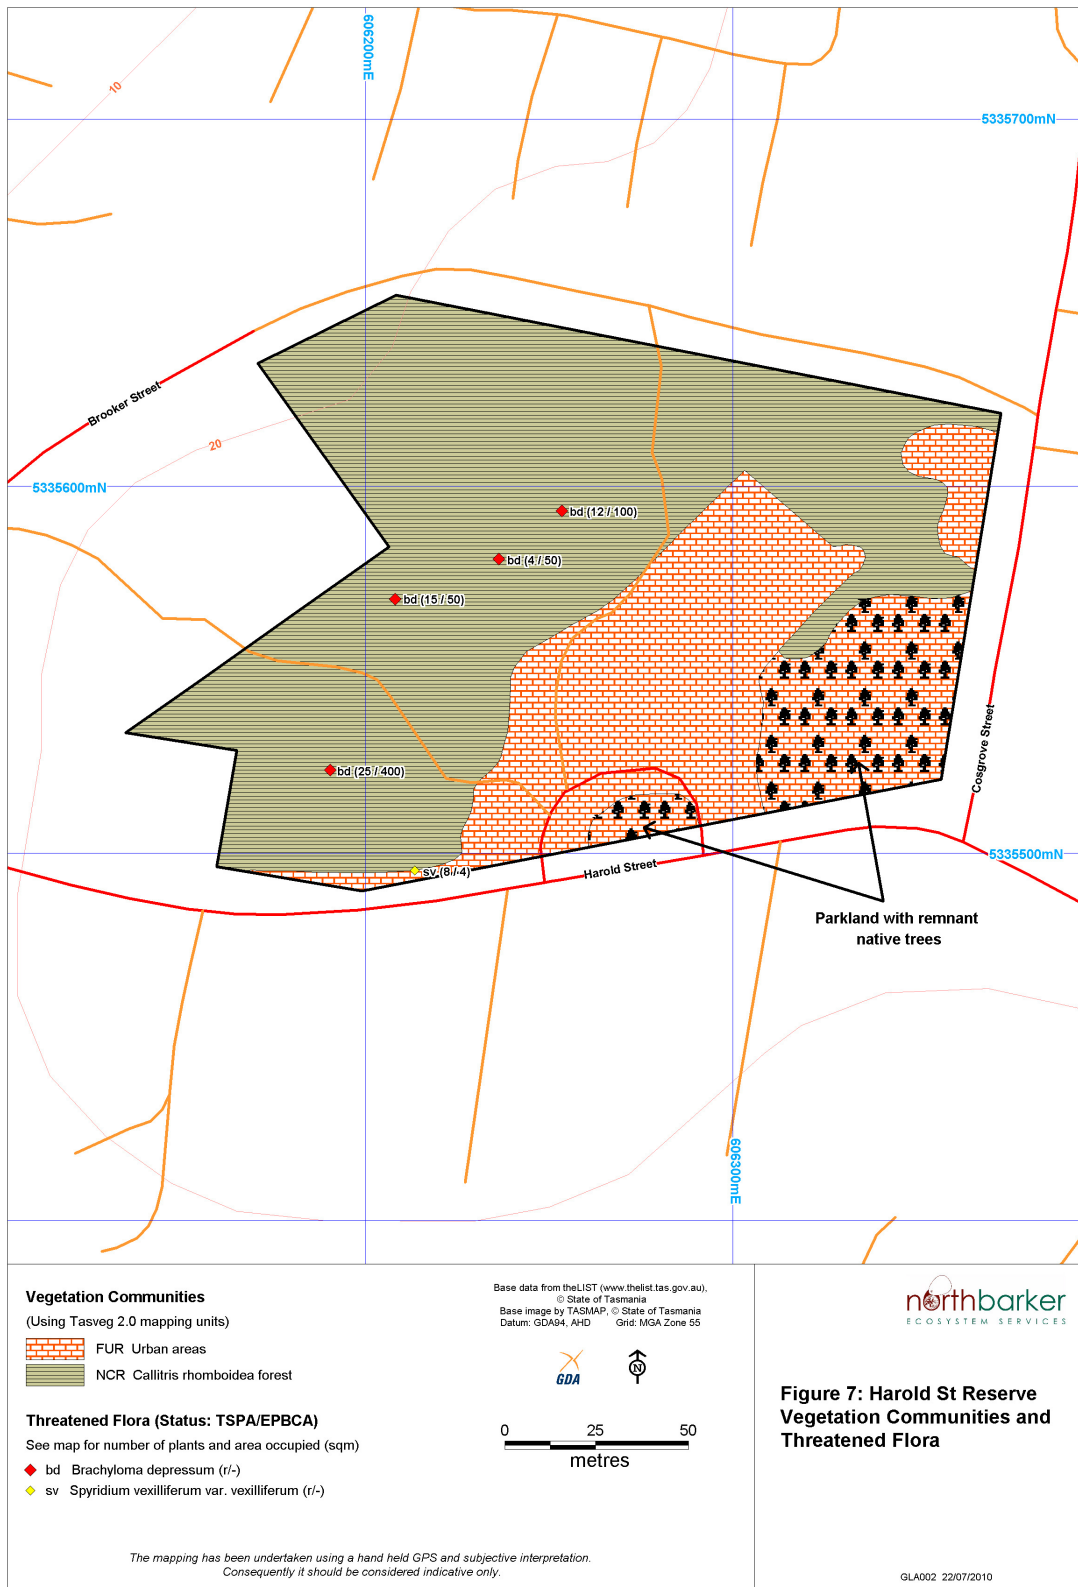 606200mE
10
5335700mN
Brooker Street
20
5335600mN
bd (12 / 100)
bd (4 / 50)
bd (15 / 50)
bd (25 / 400)
sv (8 / 4)
Cosgrove Street
Harold Street
5335500mN
Parkland with remnant
native trees
606300mE
Vegetation Communities
(Using Tasveg 2.0 mapping units)
FUR Urban areas
NCR Callitris rhomboidea forest
Threatened Flora (Status: TSPA/EPBCA)
See map for number of plants and area occupied (sqm)
bd Brachyloma depressum (r/-)
sv Spyridium vexilliferum var. vexilliferum (r/-)
Base data from theLIST (www.thelist.tas.gov.au),
© State of Tasmania
Base image by TASMAP, © State of Tasmania
Datum: GDA94, AHD Grid: MGA Zone 55
GDA
N
0 25 50
metres
northbarker
ECOSYSTEM SERVICES
Figure 7: Harold St Reserve
Vegetation Communities and
Threatened Flora
The mapping has been undertaken using a hand held GPS and subjective interpretation.
Consequently it should be considered indicative only.
GLA002 22/07/2010